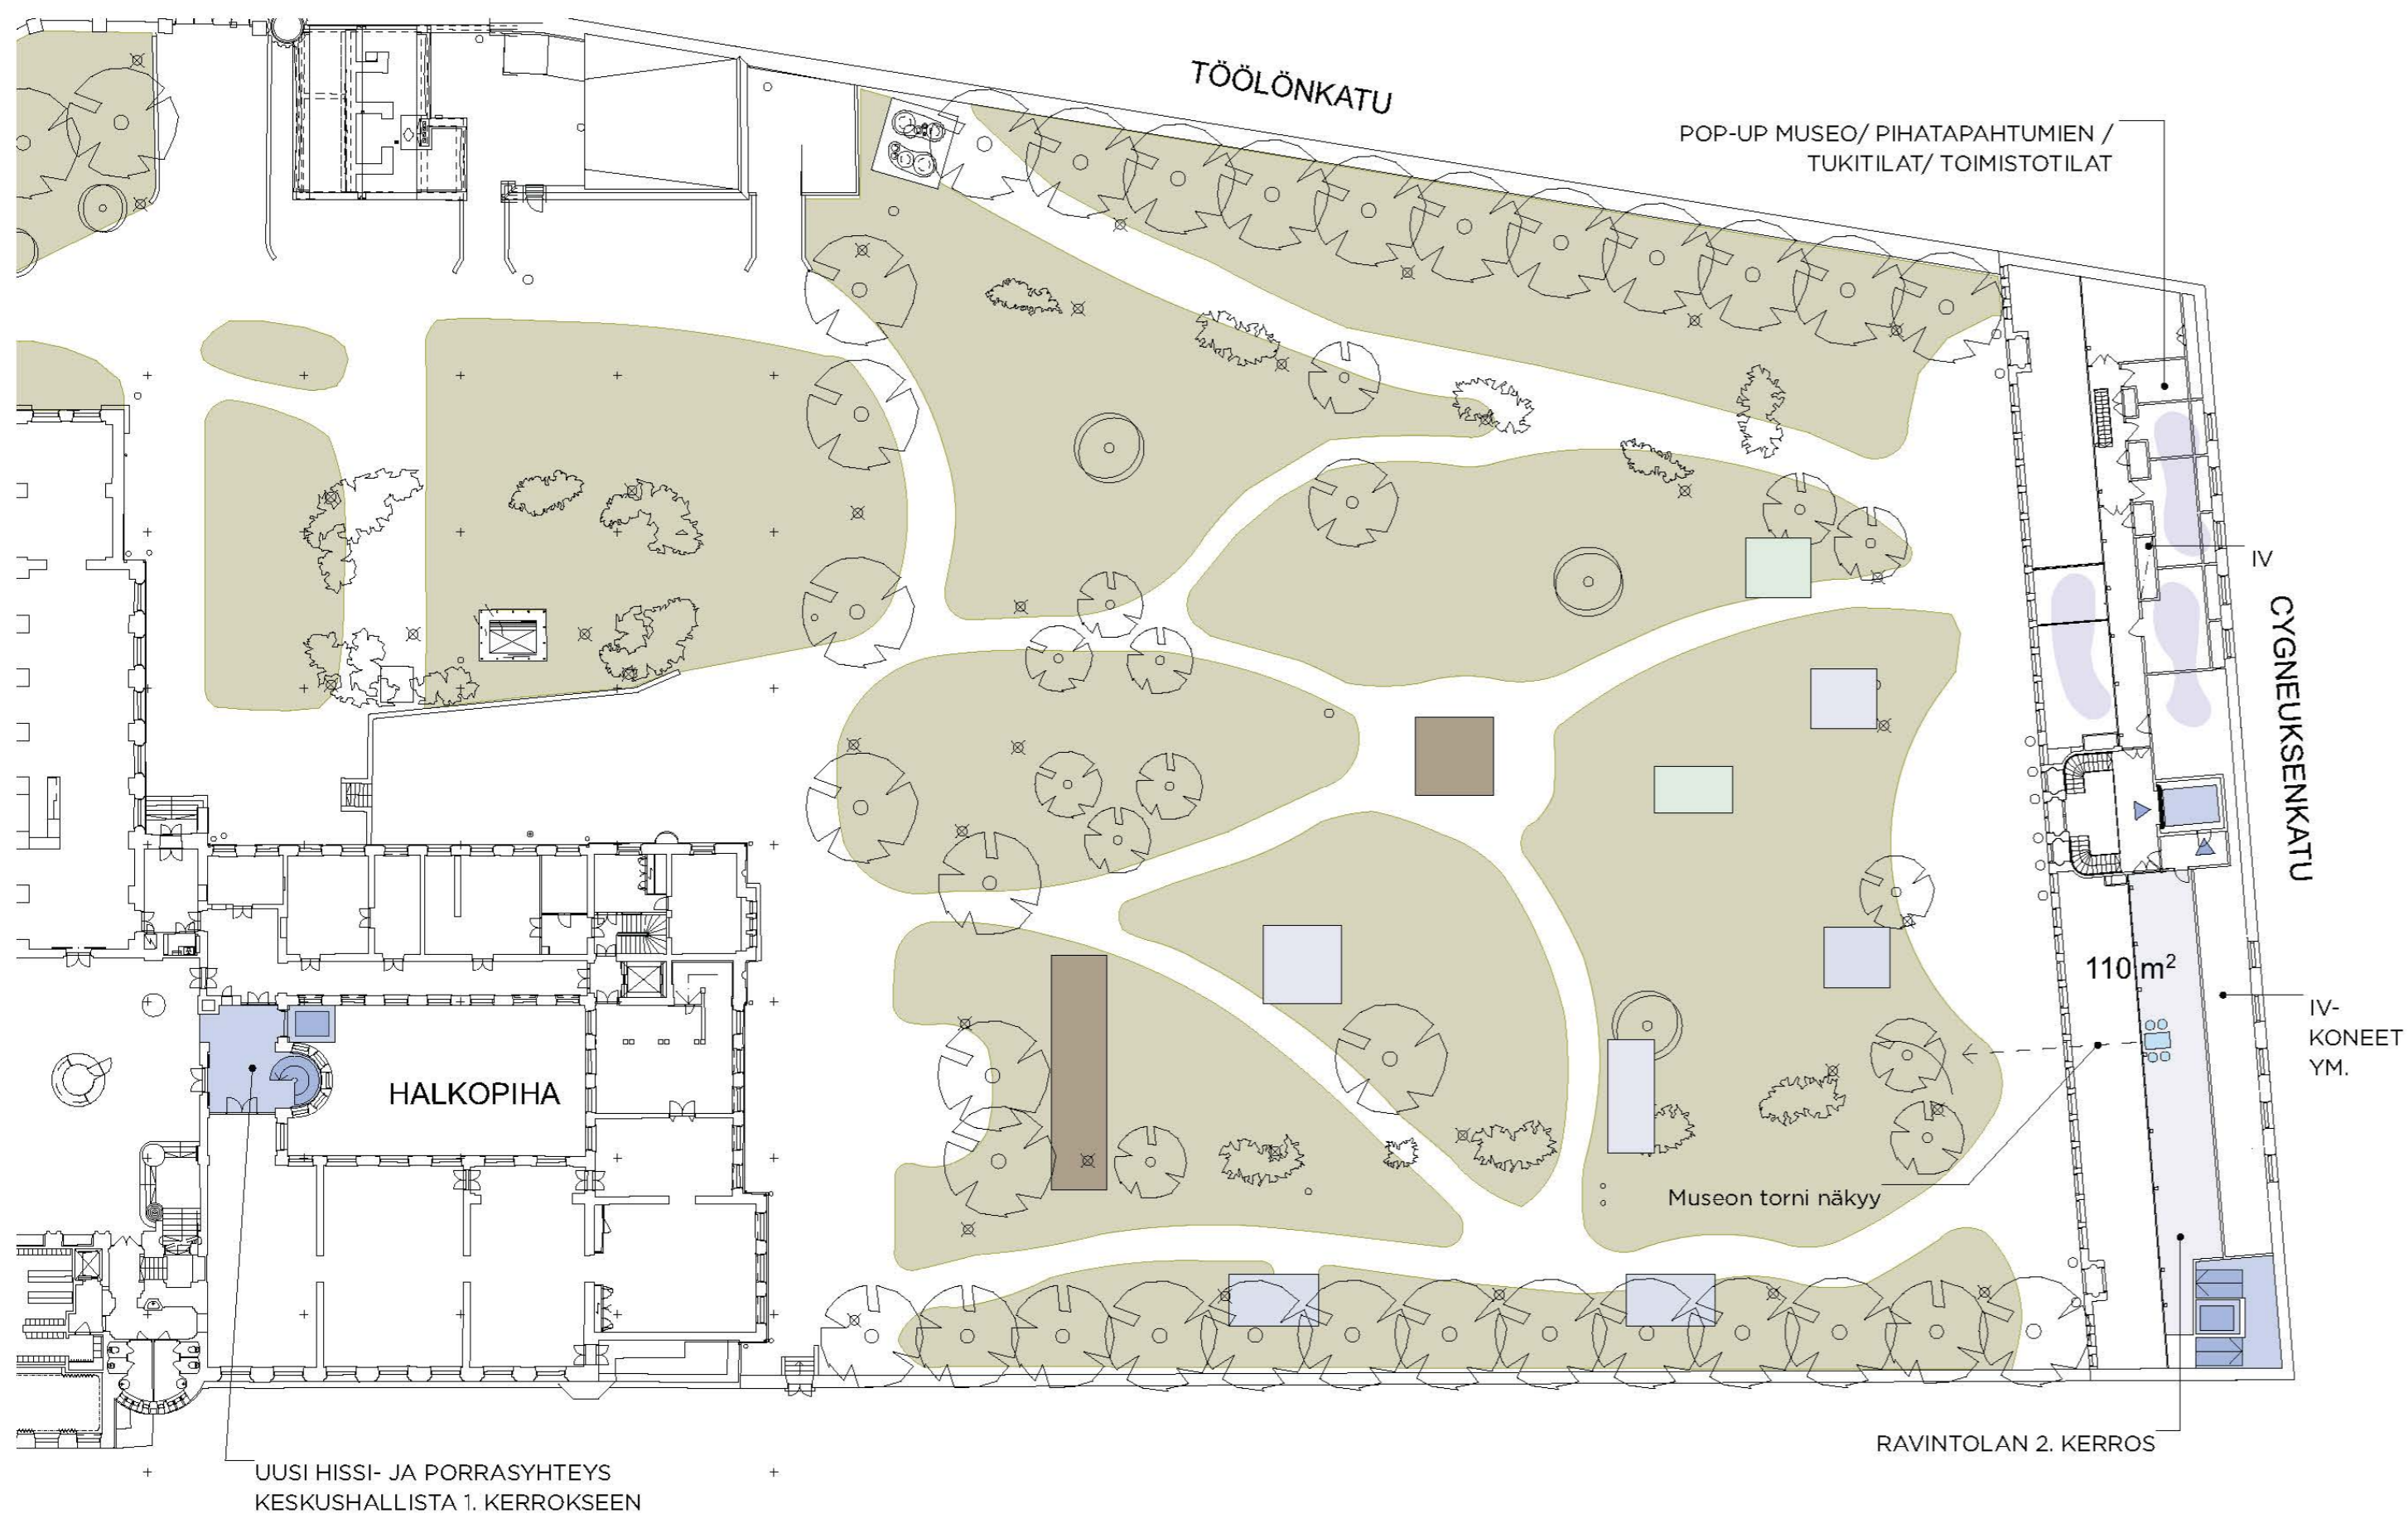 TÖÖLÖNKATU
POP-UP MUSEO/ PIHATAPAHTUMIEN /
TUKITILAT/ TOIMISTOTILAT
IV
CYGNEUKSENKATU
110 m²
IV-
KONEET
YM.
HALKOPIHA
Museon torni näkyy
RAVINTOLAN 2. KERROS
UUSI HISSI- JA PORRASYHTEYS
KESKUSHALLISTA 1. KERROKSEEN